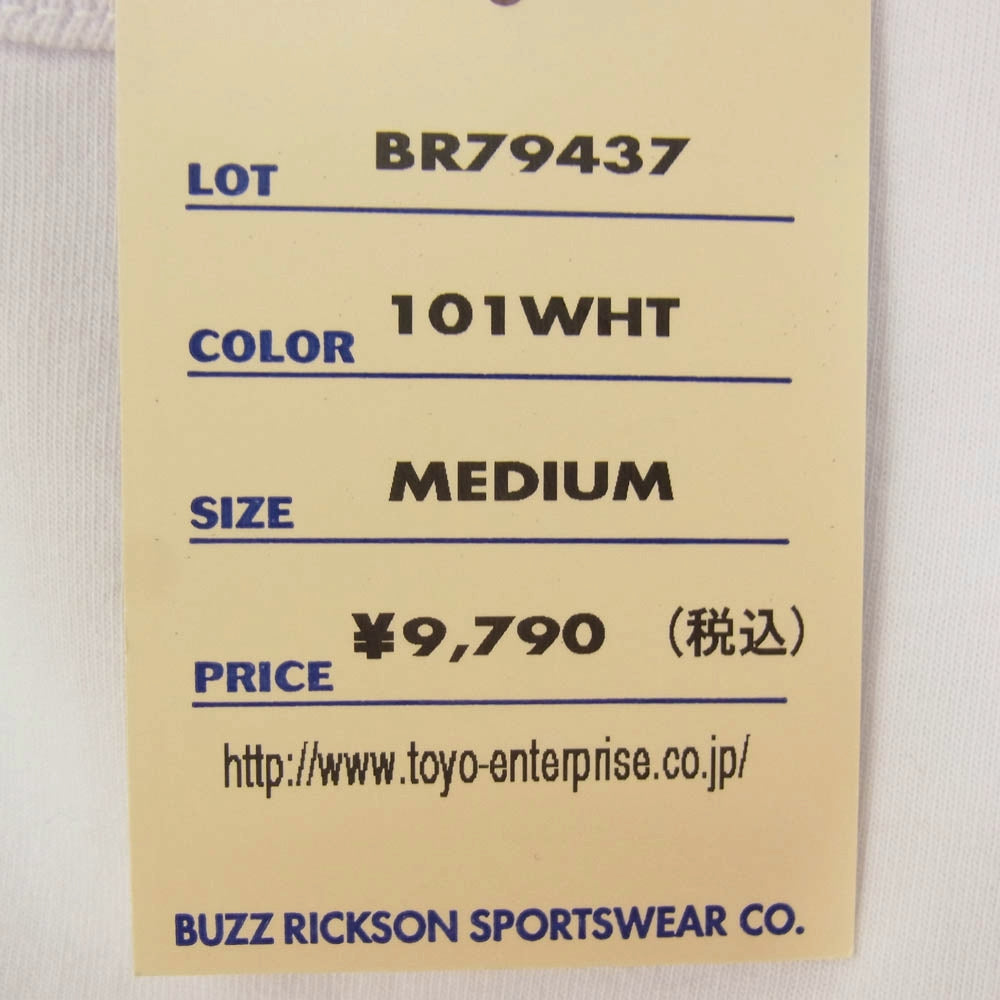 LOT BR79437
COLOR 101WHT
SIZE MEDIUM
PRICE ¥9,790 (税込)
http://www.toyo-enterprise.co.jp/
BUZZ RICKSON SPORTSWEAR CO.